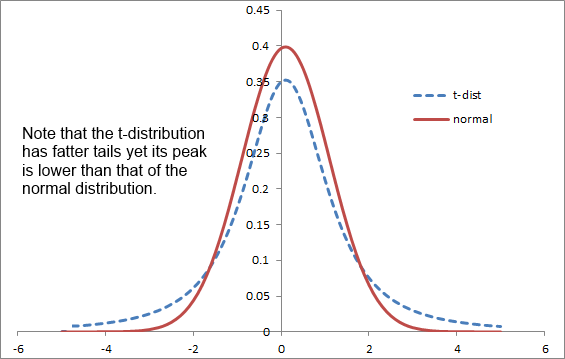 0.45
0.4
0.35
0.3
0.25
0.2
0.15
0.1
0.05
0
-6 -4 -2 0 2 4 6
t-dist
normal
Note that the t-distribution
has fatter tails yet its peak
is lower than that of the
normal distribution.